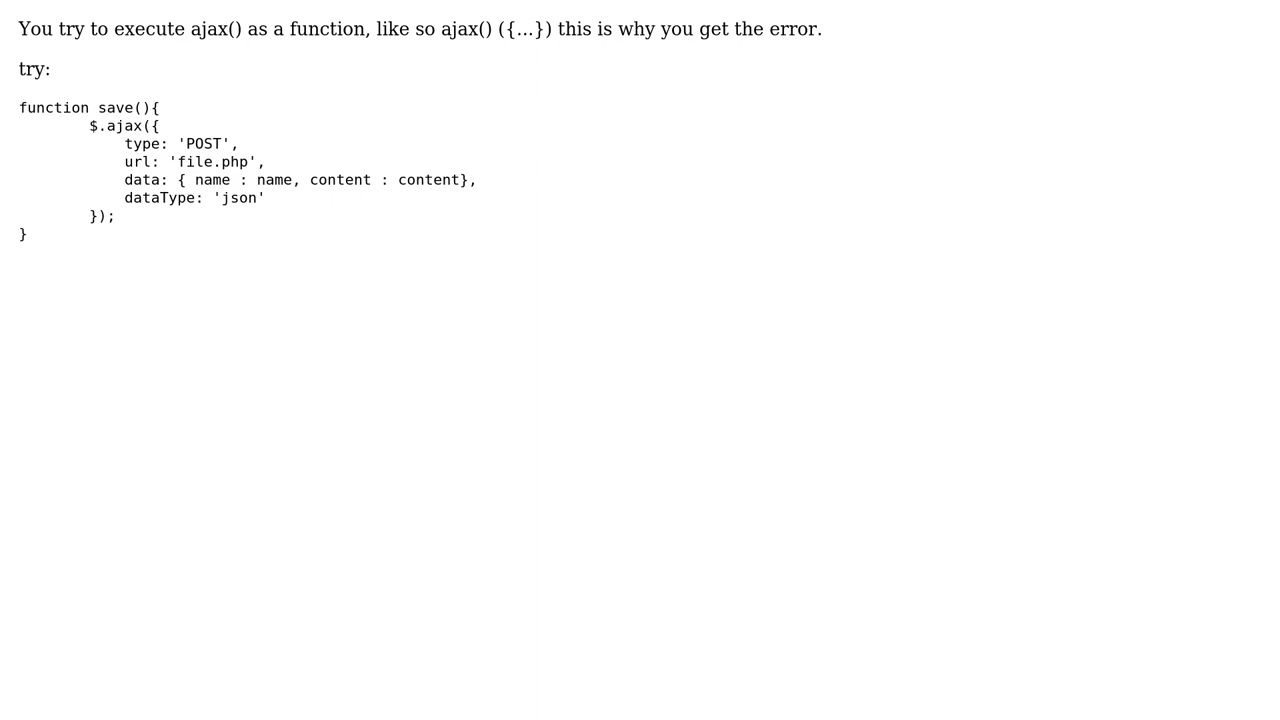 You try to execute ajax() as a function, like so ajax() ({...}) this is why you get the error.
try:
function save(){
        $.ajax({
            type: 'POST',
            url: 'file.php',
            data: { name : name, content : content},
            dataType: 'json'
        });
}